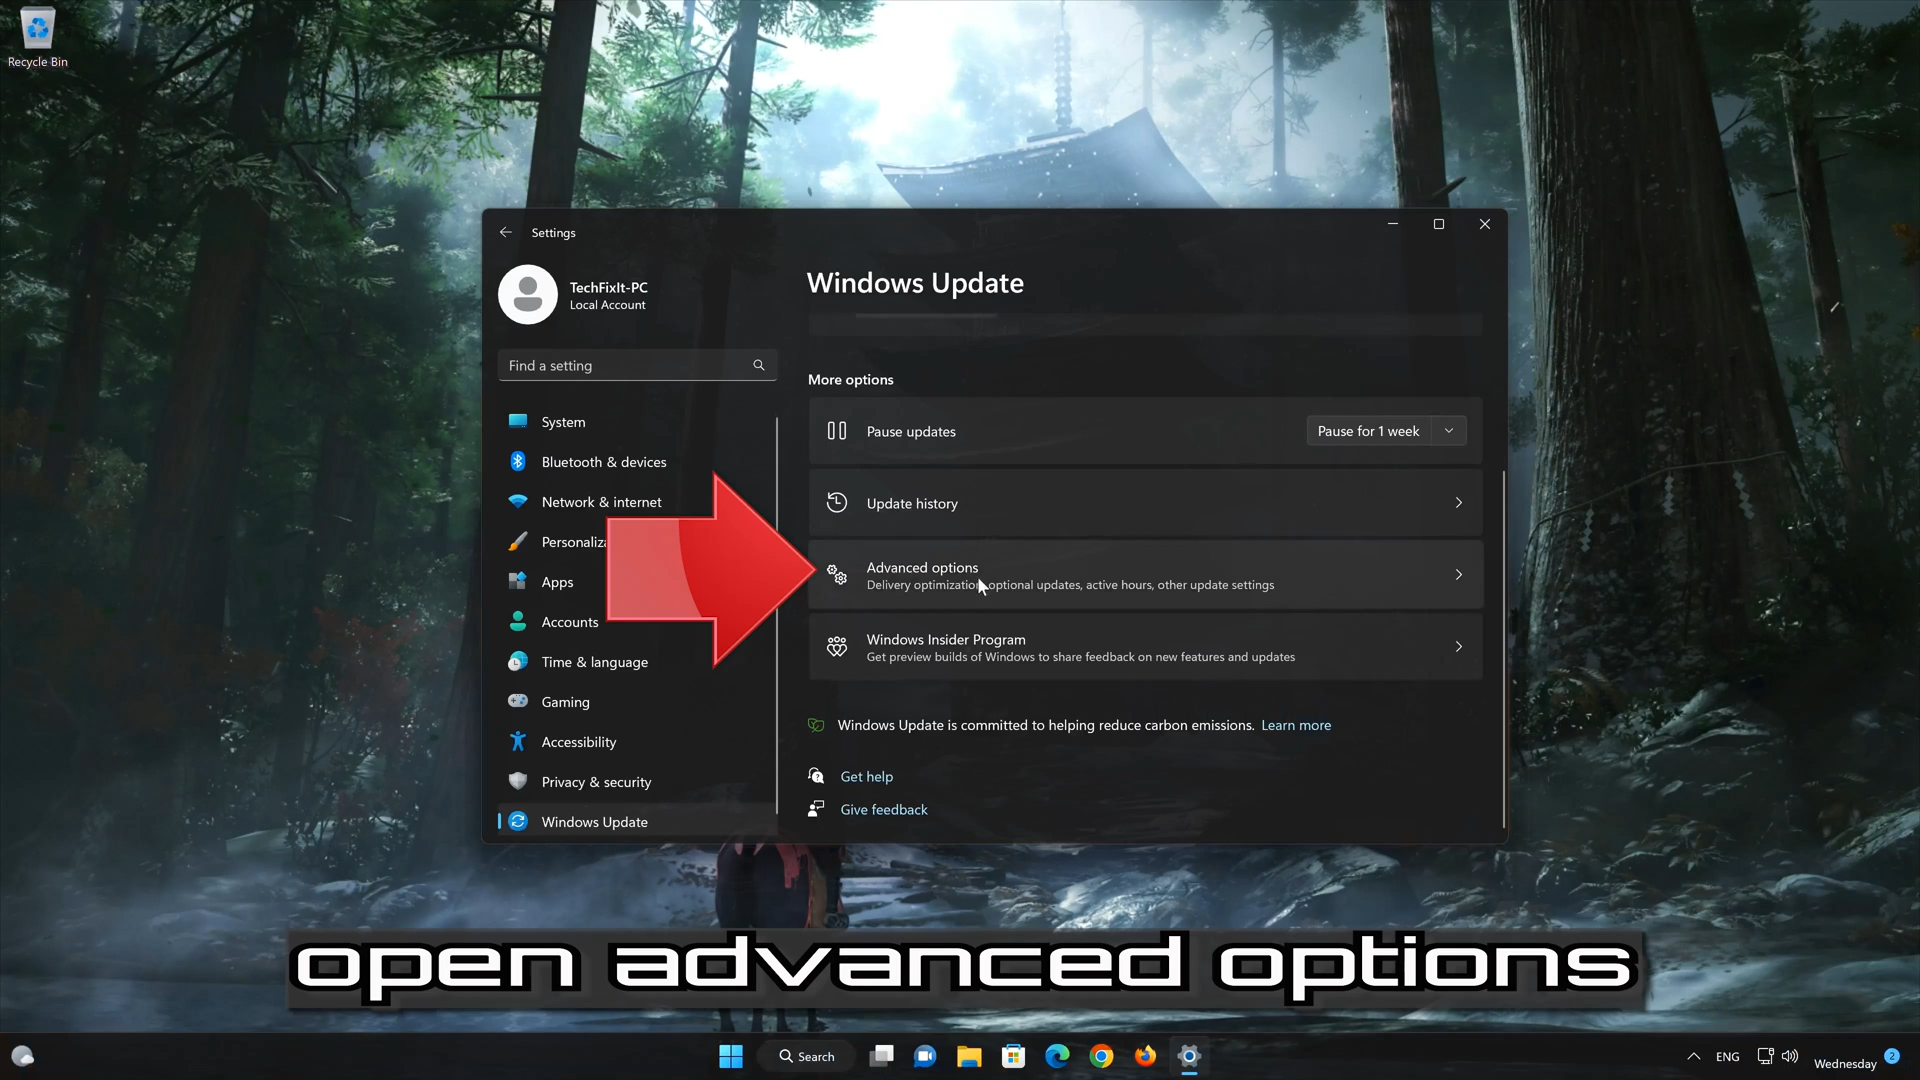 Recycle Bin
Settings
TechFixIt-PC
Local Account
Find a setting
System
Bluetooth & devices
Network & internet
Personaliza
Apps
Accounts
Time & language
Gaming
Accessibility
Privacy & security
Windows Update
Windows Update
More options
Pause updates
Pause for 1 week
Update history
Advanced options
Delivery optimization, optional updates, active hours, other update settings
Windows Insider Program
Get preview builds of Windows to share feedback on new features and updates
Windows Update is committed to helping reduce carbon emissions. Learn more
Get help
Give feedback
open advanced options
Search
ENG
Wednesday
2